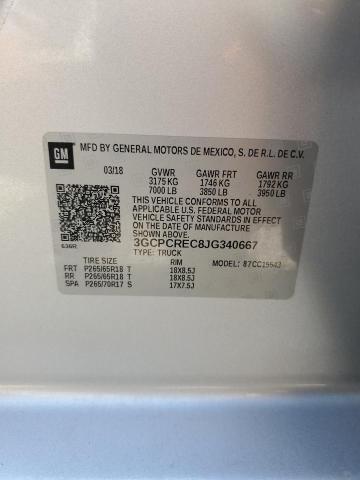 GM
MFD BY GENERAL MOTORS DE MEXICO, S. DE R.L. DE C.V.
03/18 GVWR GAWR FRT GAWR RR
3175 KG 1746 KG 1792 KG
7000 LB 3850 LB 3950 LB
THIS VEHICLE CONFORMS TO ALL
APPLICABLE U.S. FEDERAL MOTOR
VEHICLE SAFETY STANDARDS IN EFFECT
ON THE DATE OF MANUFACTURE
SHOWN ABOVE.
636R 3GCPCREC8JG340667
TYPE: TRUCK
TIRE SIZE RIM MODEL: 87CC15543
FRT P265/65R18 T 18X8.5J
RR P265/65R18 T 18X8.5J
SPA P265/70R17 S 17X7.5J